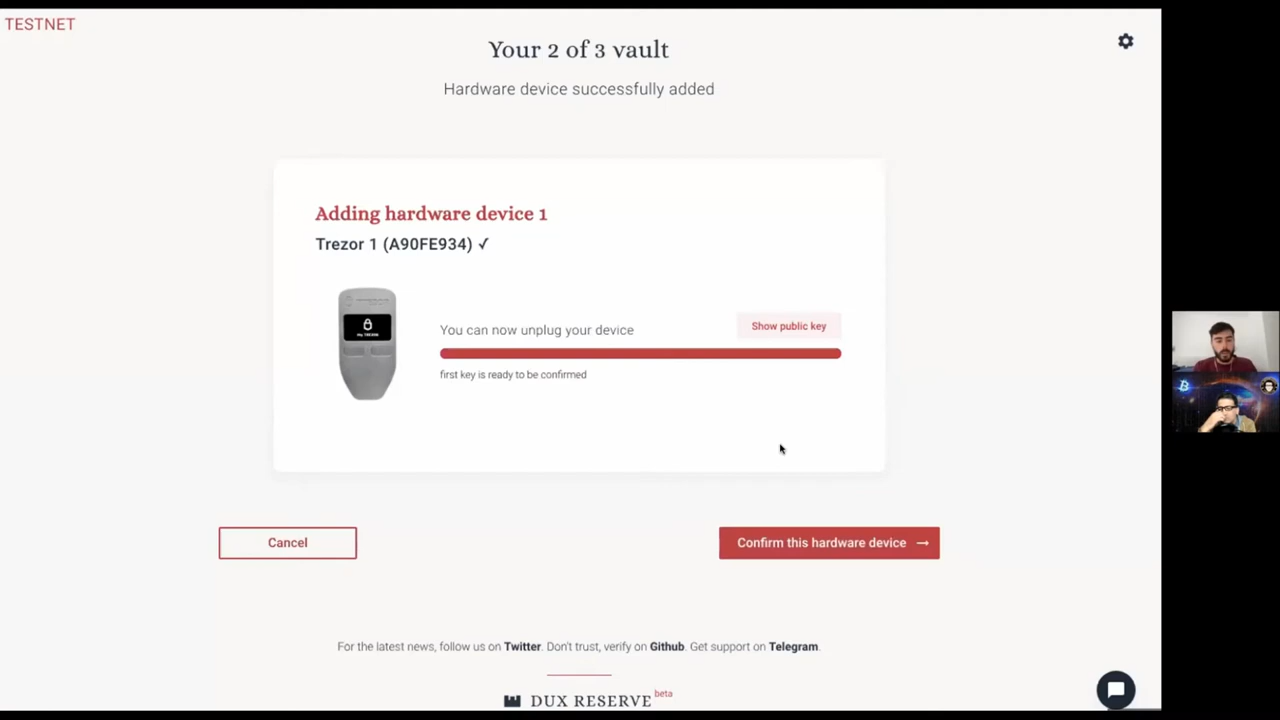 TESTNET
Your 2 of 3 vault
Hardware device successfully added
Adding hardware device 1
Trezor 1 (A90FE934) ✓
You can now unplug your device
Show public key
first key is ready to be confirmed
Cancel
Confirm this hardware device →
For the latest news, follow us on Twitter. Don't trust, verify on Github. Get support on Telegram.
DUX RESERVE beta